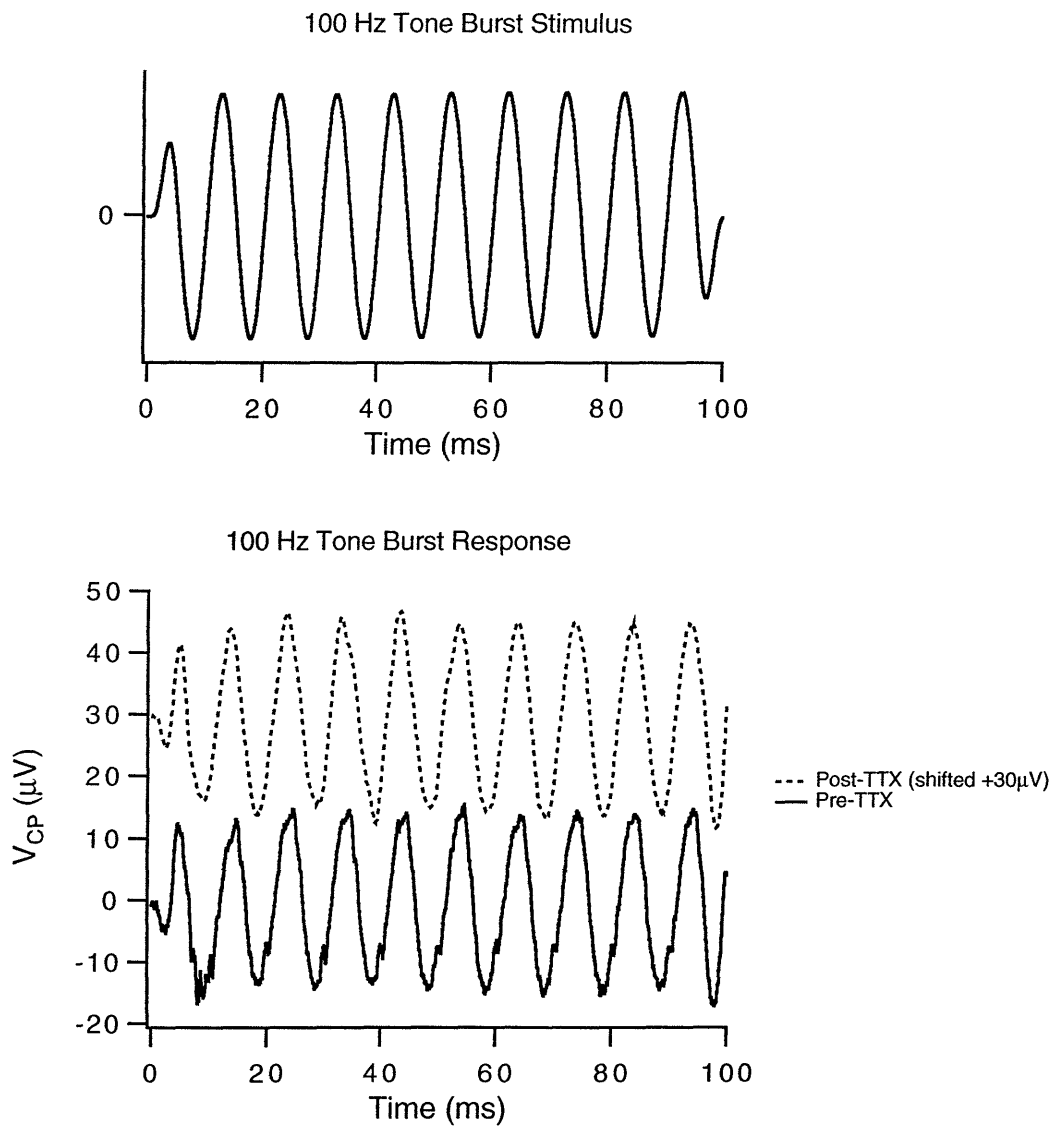 100 Hz Tone Burst Stimulus
0
0 20 40 60 80 100
Time (ms)
100 Hz Tone Burst Response
50
40
30
20
10
0
-10
-20
V_CP (μV)
Post-TTX (shifted +30μV)
Pre-TTX
0 20 40 60 80 100
Time (ms)